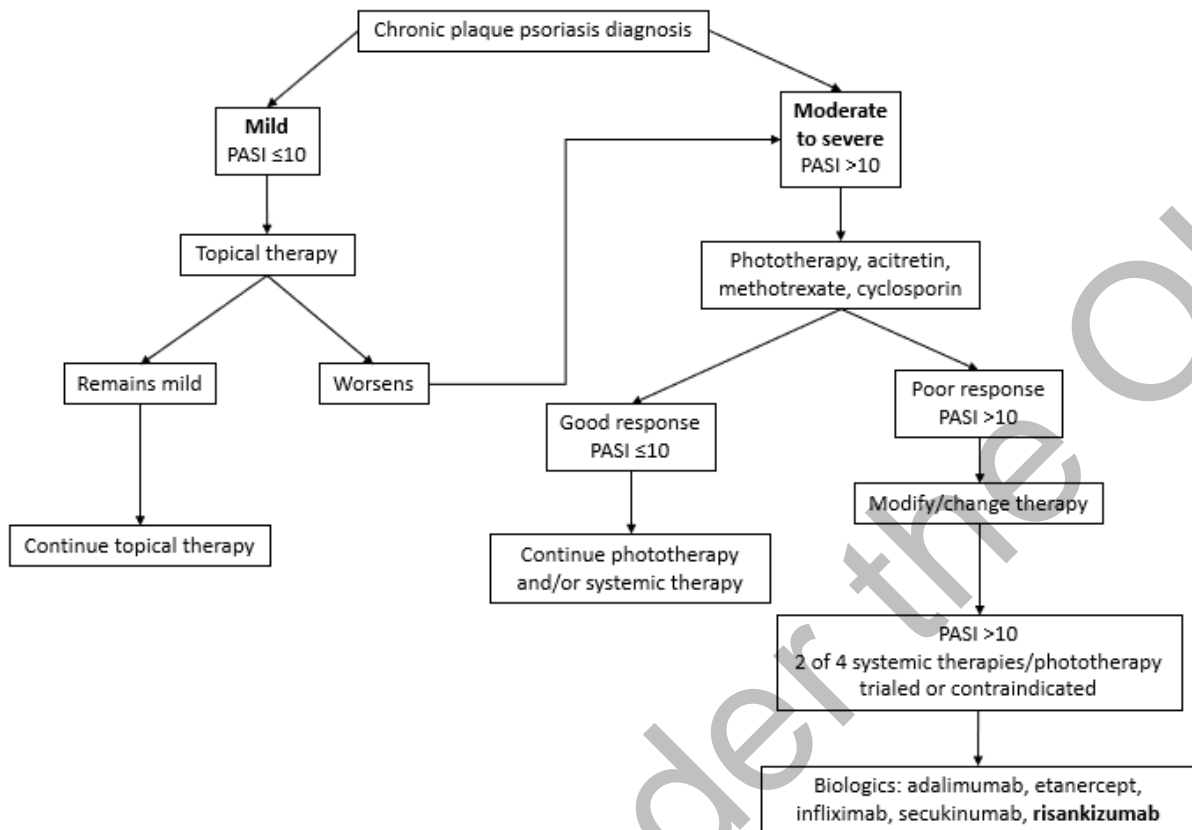 Chronic plaque psoriasis diagnosis
Mild
PASI ≤10
Moderate
to severe
PASI >10
Topical therapy
Phototherapy, acitretin,
methotrexate, cyclosporin
Remains mild
Worsens
Good response
PASI ≤10
Poor response
PASI >10
Continue topical therapy
Continue phototherapy
and/or systemic therapy
Modify/change therapy
PASI >10
2 of 4 systemic therapies/phototherapy
trialed or contraindicated
Biologics: adalimumab, etanercept,
infliximab, secukinumab, risankizumab
der the O